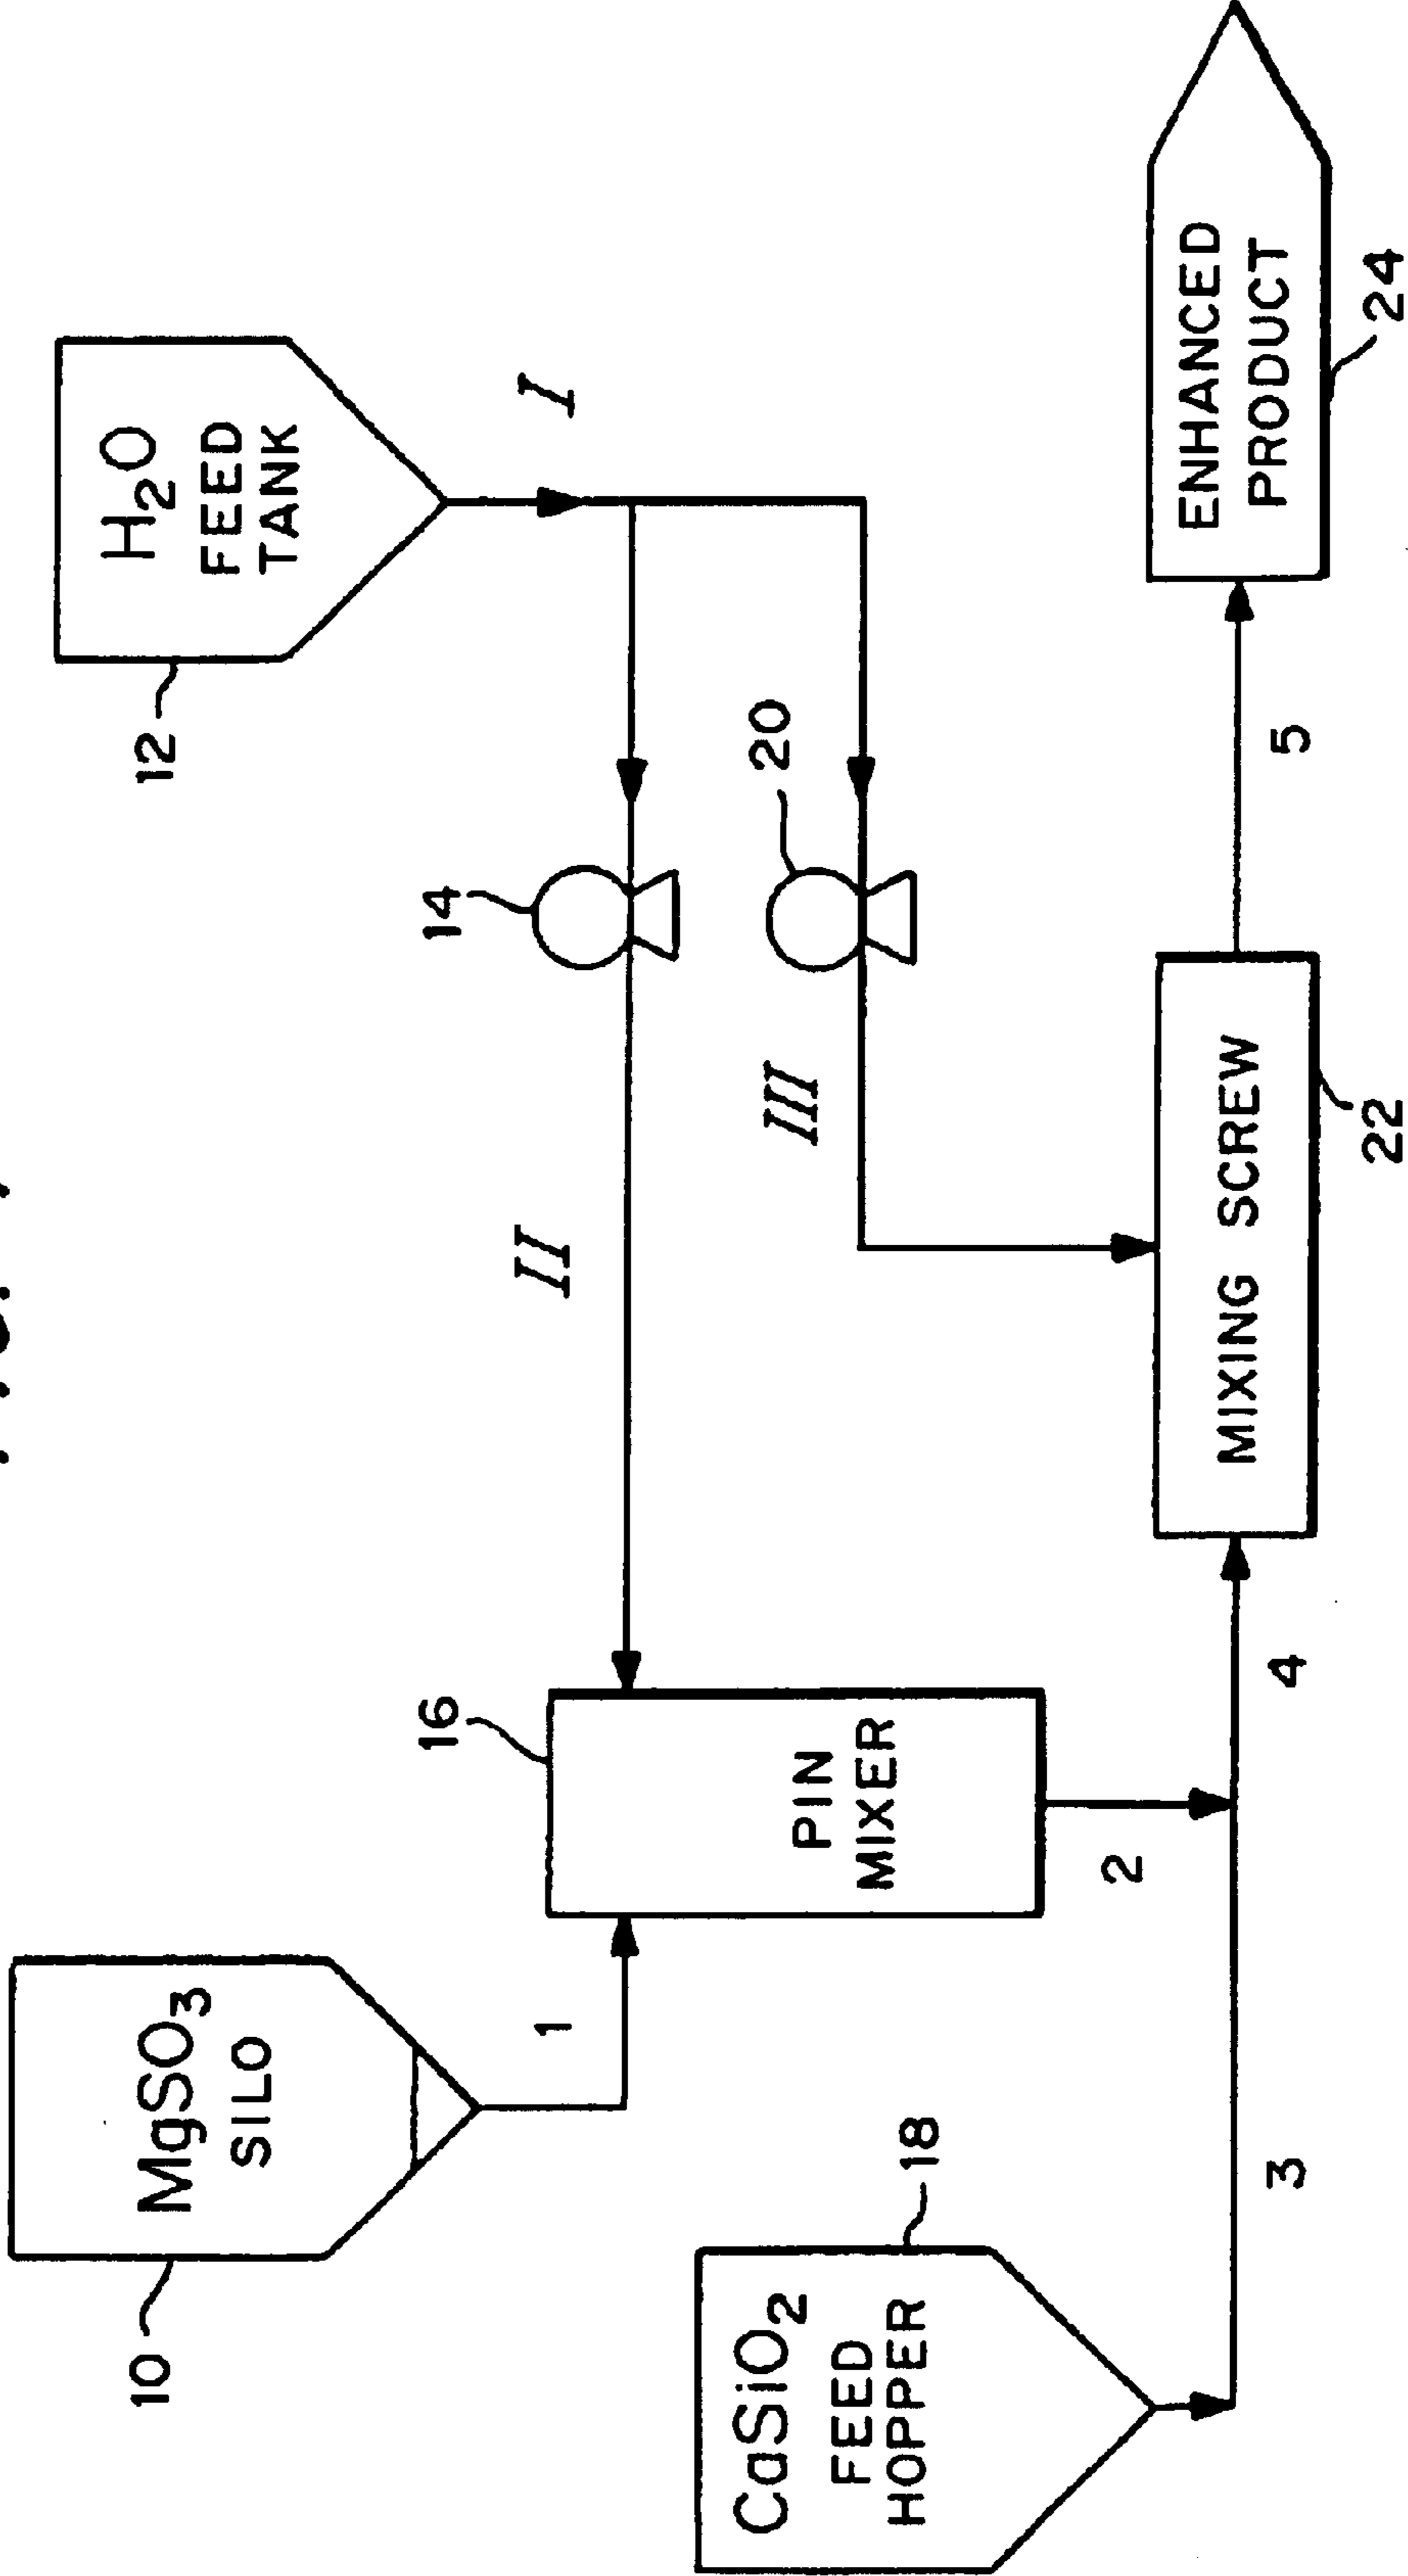 10
MgSO3
SILO
1
12
H2O
FEED
TANK
I
14
II
16
PIN
MIXER
2
20
III
18
CaSiO2
FEED
HOPPER
3
4
MIXING SCREW
22
5
ENHANCED
PRODUCT
24